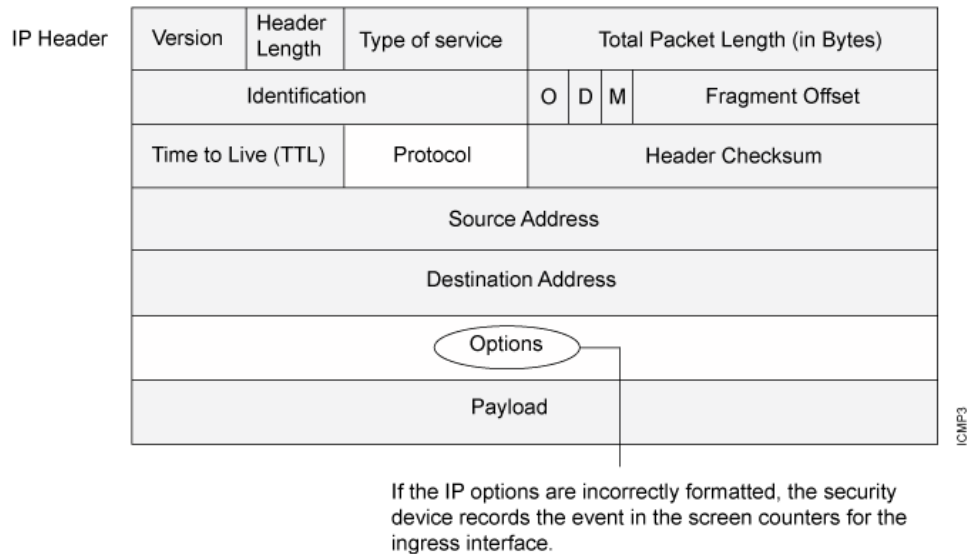 IP Header
Version
Header
Length
Type of service
Total Packet Length (in Bytes)
Identification
O
D
M
Fragment Offset
Time to Live (TTL)
Protocol
Header Checksum
Source Address
Destination Address
Options
Payload
ICMP3
If the IP options are incorrectly formatted, the security
device records the event in the screen counters for the
ingress interface.